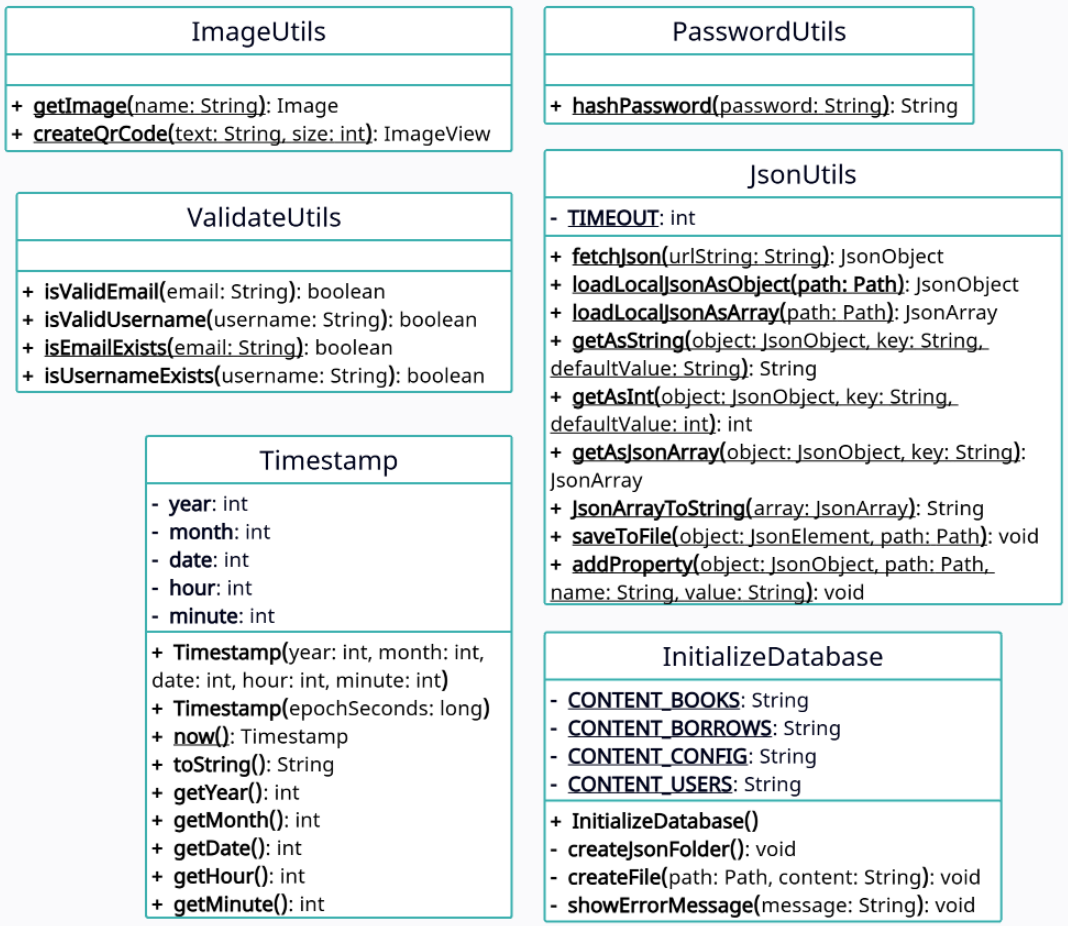 ImageUtils
+ getImage(name: String): Image
+ createQrCode(text: String, size: int): ImageView
PasswordUtils
+ hashPassword(password: String): String
ValidateUtils
+ isValidEmail(email: String): boolean
+ isValidUsername(username: String): boolean
+ isEmailExists(email: String): boolean
+ isUsernameExists(username: String): boolean
JsonUtils
- TIMEOUT: int
+ fetchJson(urlString: String): JsonObject
+ loadLocalJsonAsObject(path: Path): JsonObject
+ loadLocalJsonAsArray(path: Path): JsonArray
+ getAsString(object: JsonObject, key: String,
defaultValue: String): String
+ getAsInt(object: JsonObject, key: String,
defaultValue: int): int
+ getAsJsonArray(object: JsonObject, key: String):
JsonArray
+ JsonArrayToString(array: JsonArray): String
+ saveToFile(object: JsonElement, path: Path): void
+ addProperty(object: JsonObject, path: Path,
name: String, value: String): void
Timestamp
- year: int
- month: int
- date: int
- hour: int
- minute: int
+ Timestamp(year: int, month: int,
date: int, hour: int, minute: int)
+ Timestamp(epochSeconds: long)
+ now(): Timestamp
+ toString(): String
+ getYear(): int
+ getMonth(): int
+ getDate(): int
+ getHour(): int
+ getMinute(): int
InitializeDatabase
- CONTENT_BOOKS: String
- CONTENT_BORROWS: String
- CONTENT_CONFIG: String
- CONTENT_USERS: String
+ InitializeDatabase()
- createJsonFolder(): void
- createFile(path: Path, content: String): void
- showErrorMessage(message: String): void